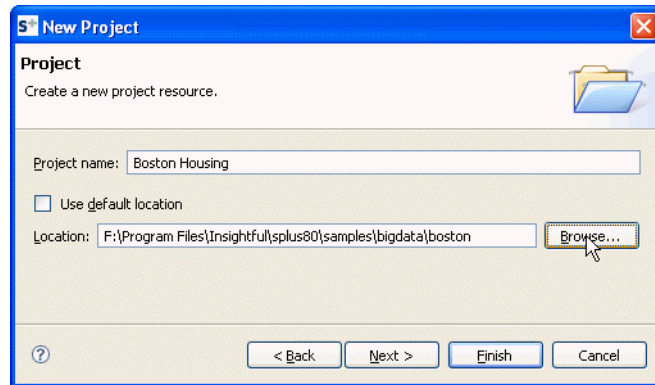 S+ New Project
Project
Create a new project resource.
Project name: Boston Housing
Use default location
Location: F:\Program Files\Insightful\splus80\samples\bigdata\boston Browse...
? < Back Next > Finish Cancel